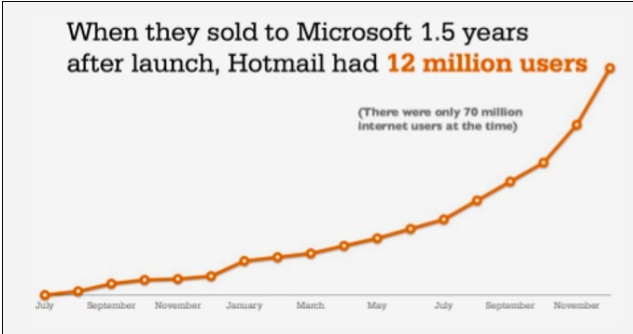 When they sold to Microsoft 1.5 years
after launch, Hotmail had 12 million users
(There were only 70 million
internet users at the time)
July September November January March May July September November